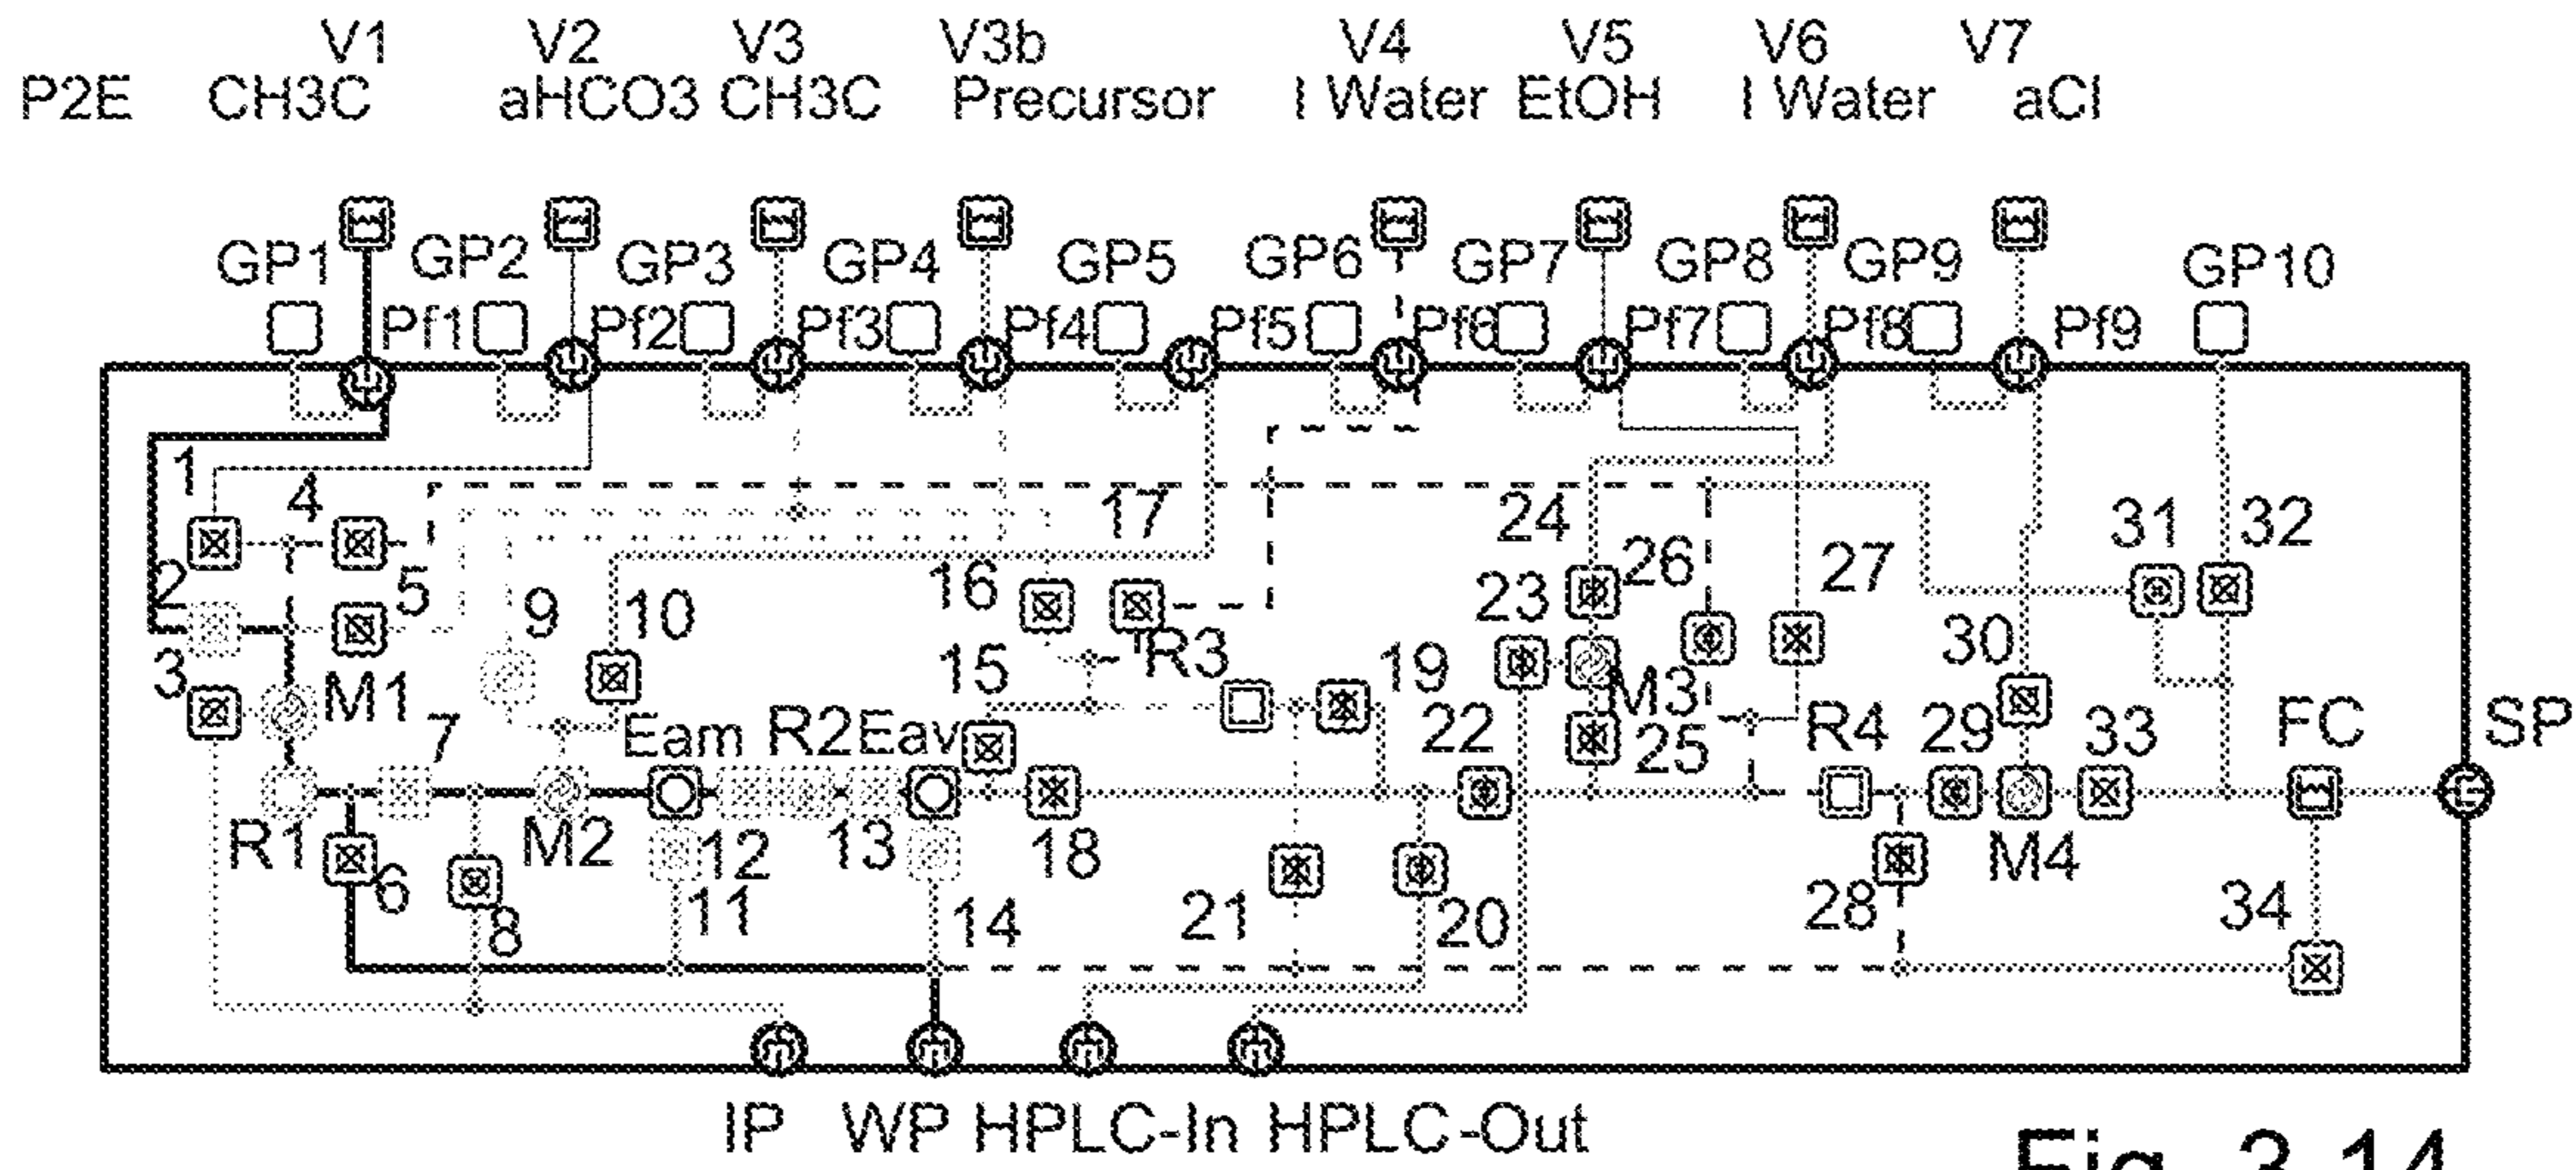 V1 V2 V3 V3b V4 V5 V6 V7
P2E CH3C aHCO3 CH3C Precursor I Water EtOH I Water aCl
GP1 GP2 GP3 GP4 GP5 GP6 GP7 GP8 GP9 GP10
Pf1 Pf2 Pf3 Pf4 Pf5 Pf6 Pf7 Pf8 Pf9
1 4 17 24 31 32
2 5 9 10 16 23 26 27
3 M1 7 15 R3 19 M3 30
Eam R2 Eav 22 25 R4 29 33 FC SP
R1 6 M2 12 13 18 M4
8 11 14 21 20 28 34
IP WP HPLC-In HPLC-Out
Fig. 3.14